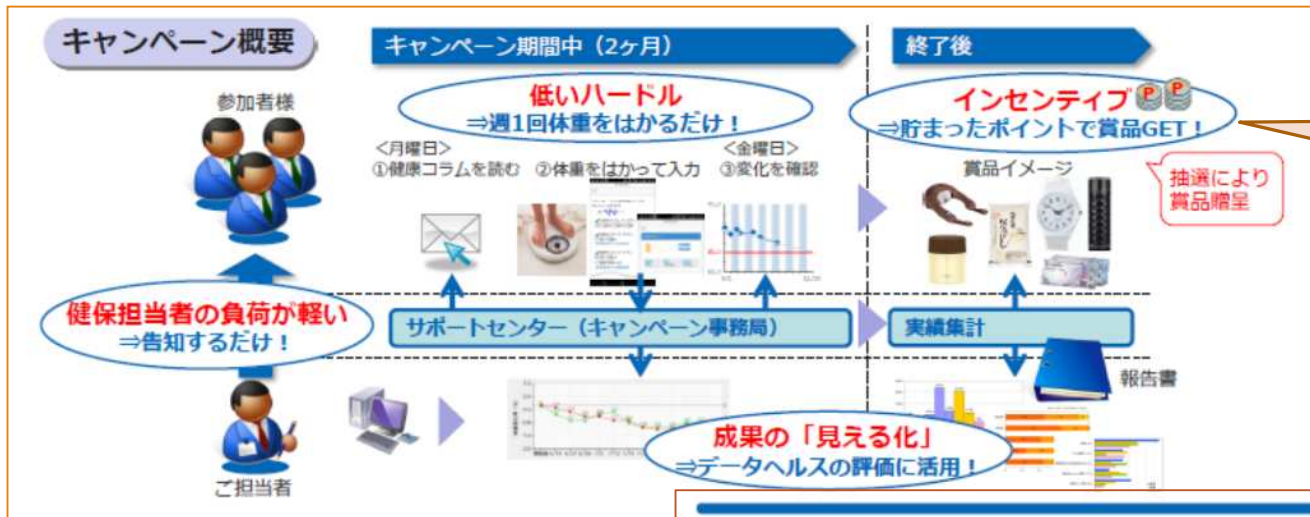 キャンペーン概要
キャンペーン期間中（2ヶ月）
終了後
参加者様
低いハードル
⇒週1回体重をはかるだけ！
インセンティブ
P P
⇒貯まったポイントで賞品GET！
＜月曜日＞
＜金曜日＞
①健康コラムを読む
②体重をはかって入力
③変化を確認
賞品イメージ
抽選により
賞品贈呈
健保担当者の負荷が軽い
⇒告知するだけ！
サポートセンター（キャンペーン事務局）
実績集計
報告書
成果の「見える化」
⇒データヘルスの評価に活用！
ご担当者